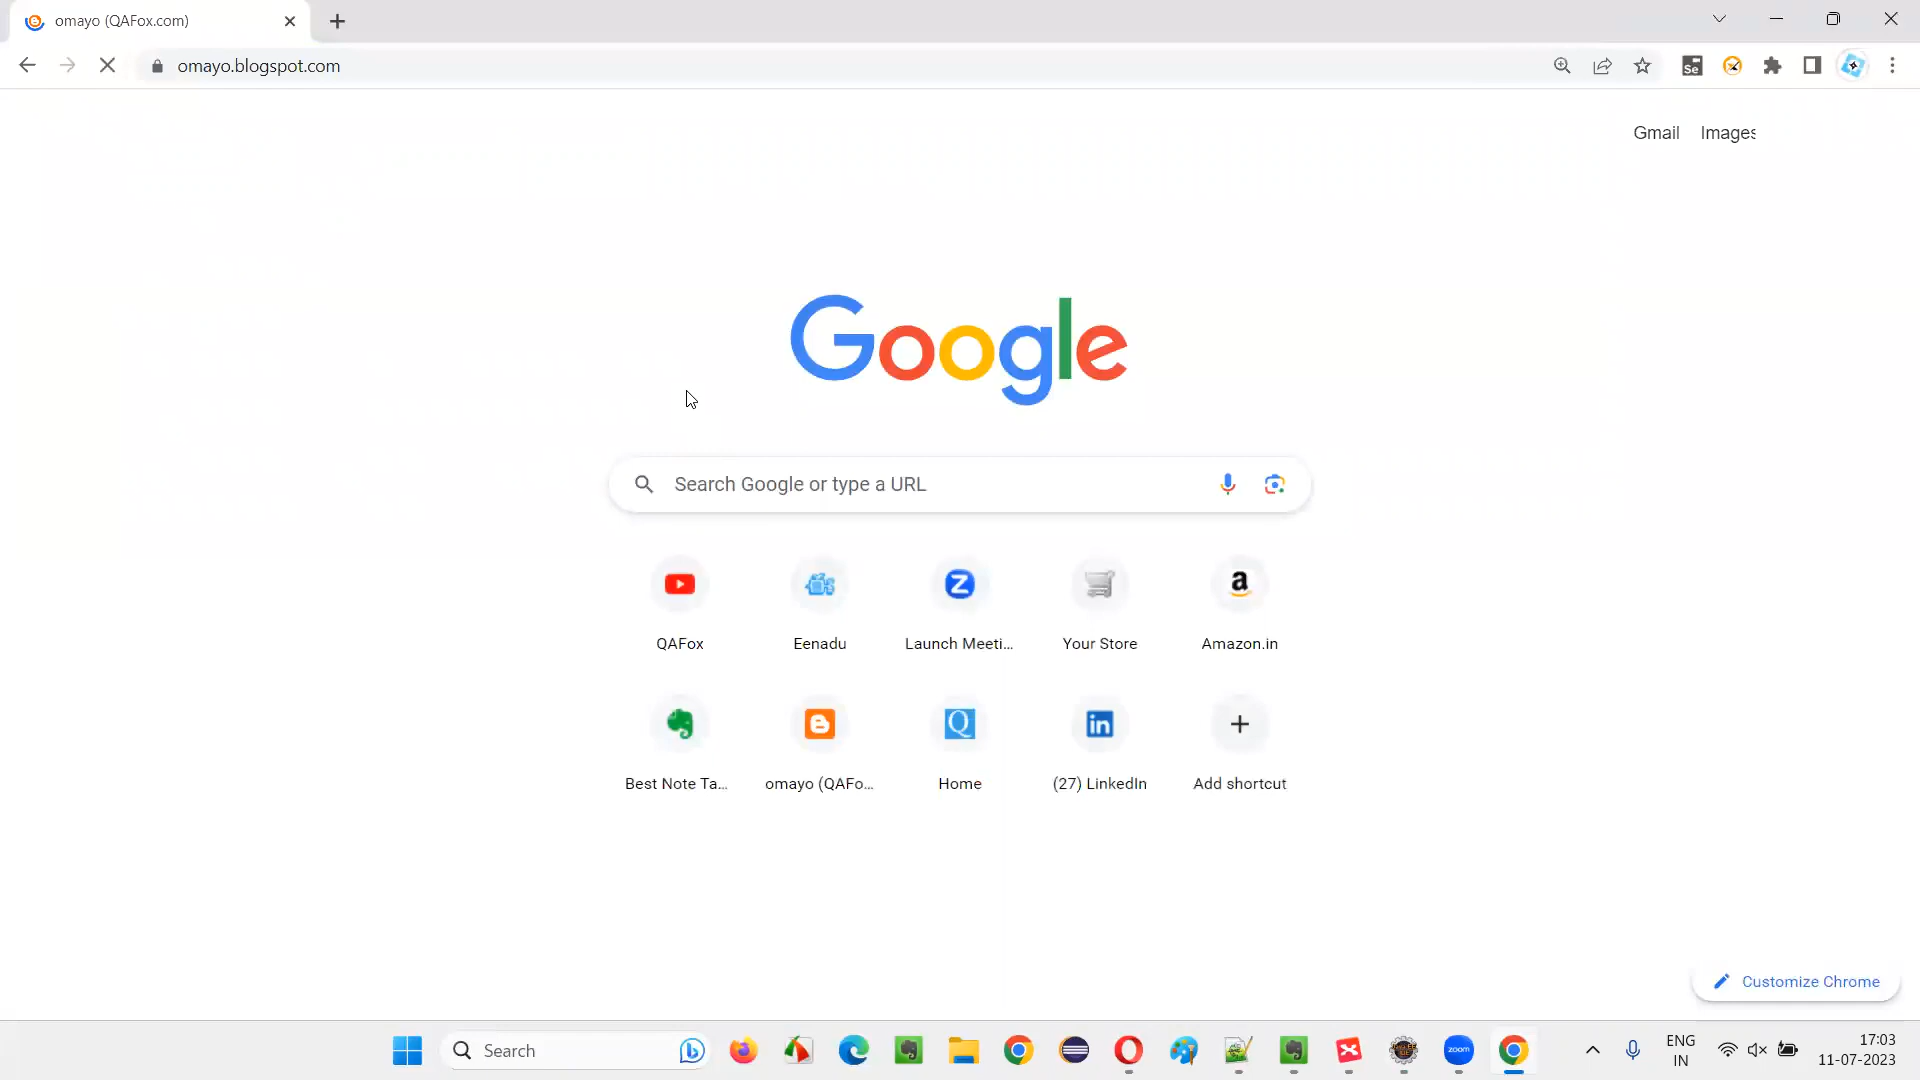 omayo (QAFox.com)
omayo.blogspot.com
Se
Gmail Images
Google
Search Google or type a URL
QAFox
Eenadu
Launch Meeti...
Your Store
Amazon.in
Best Note Ta...
omayo (QAFo...
Home
(27) LinkedIn
Add shortcut
Customize Chrome
Search
zoom
ENG
IN
17:03
11-07-2023